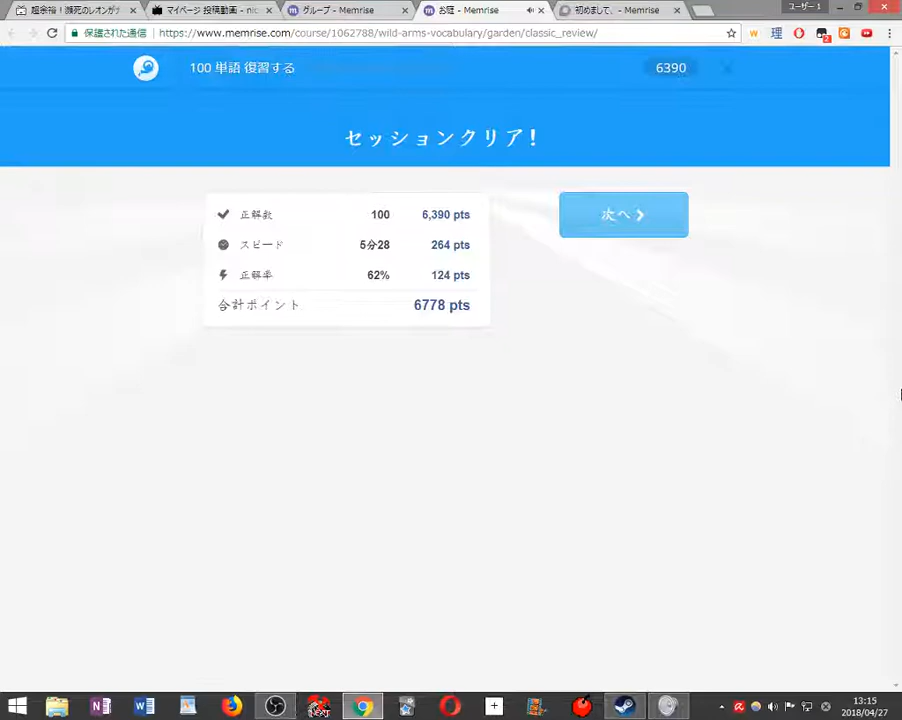 超余裕！瀕死のレオンが
マイページ 投稿動画 - nic
グループ - Memrise
お庭 - Memrise
初めまして、 - Memrise
ユーザー 1
保護された通信
https://www.memrise.com/course/1062788/wild-arms-vocabulary/garden/classic_review/
100 単語 復習する
6390
セッションクリア！
正解数 100 6,390 pts
スピード 5分28 264 pts
正解率 62% 124 pts
合計ポイント 6778 pts
次へ
13:15
2018/04/27